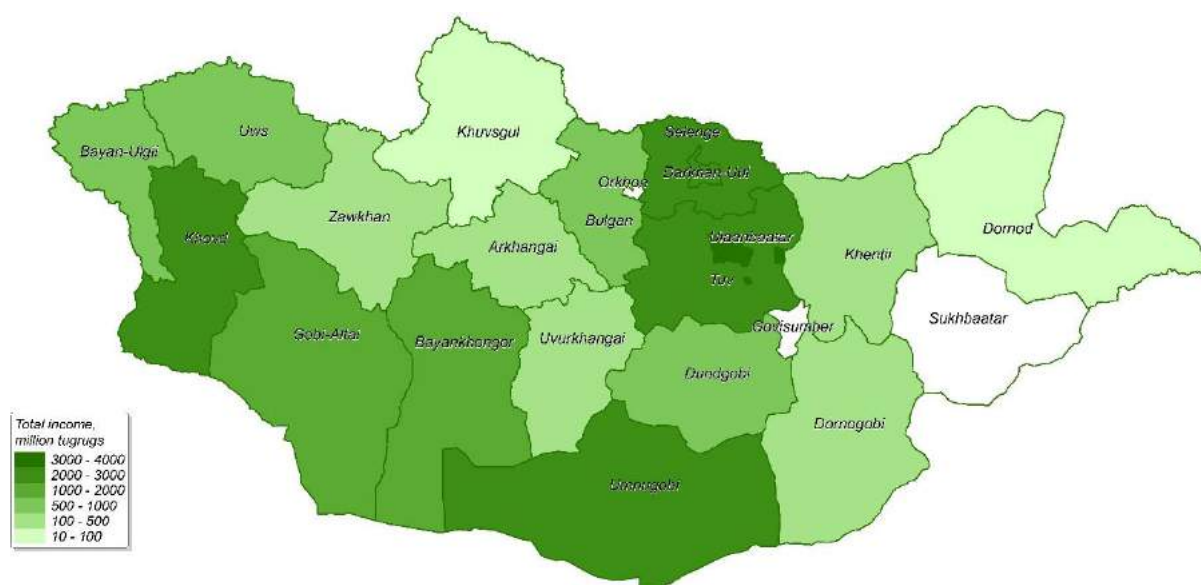 Khuvsgul
Selenge
Uws
Bayan-Ulgii
Darkhan-Uul
Orkhon
Zawkhan
Bulgan
Dornod
Khovd
Ulaanbaatar
Arkhangai
Khentii
Tuv
Sukhbaatar
Gobi-Altai
Govisumber
Bayankhongor
Uvurkhangai
Dundgobi
Dornogobi
Umnugobi
Total income,
million tugrugs
3000 - 4000
2000 - 3000
1000 - 2000
500 - 1000
100 - 500
10 - 100